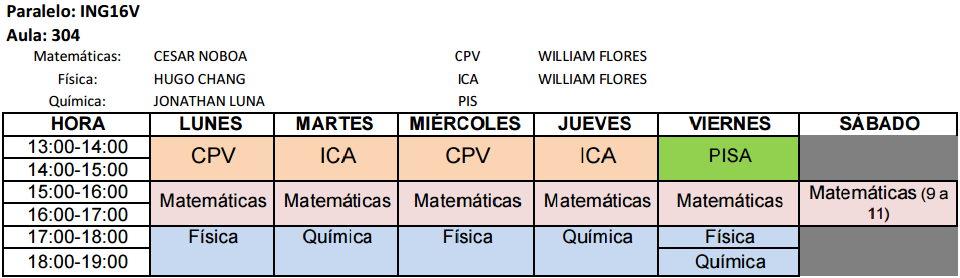 Paralelo: ING16V
Aula: 304
Matemáticas: CESAR NOBOA CPV WILLIAM FLORES
Física: HUGO CHANG ICA WILLIAM FLORES
Química: JONATHAN LUNA PIS
HORA LUNES MARTES MIÉRCOLES JUEVES VIERNES SÁBADO
13:00-14:00 CPV ICA CPV ICA PISA
14:00-15:00
15:00-16:00 Matemáticas Matemáticas Matemáticas Matemáticas Matemáticas Matemáticas (9 a
16:00-17:00 11)
17:00-18:00 Física Química Física Química Física
18:00-19:00 Química